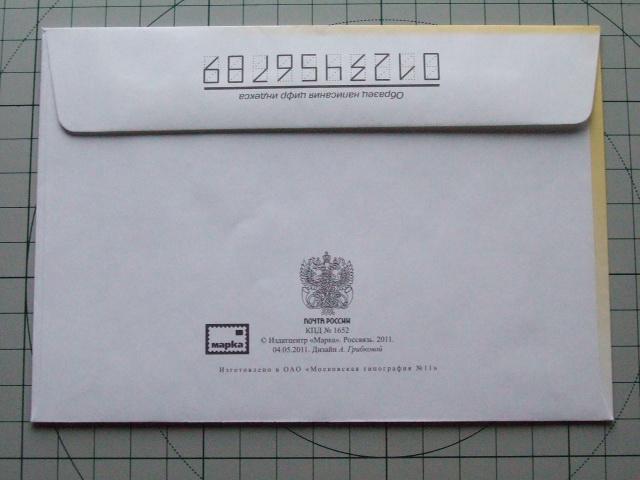 0123456789
Образец написания цифр индекса
ПОЧТА РОССИИ
КПД № 1652
© Издатцентр «Марка». Россвязь. 2011.
04.05.2011. Дизайн А. Грибковой
марка
Изготовлено в ОАО «Московская типография №11»